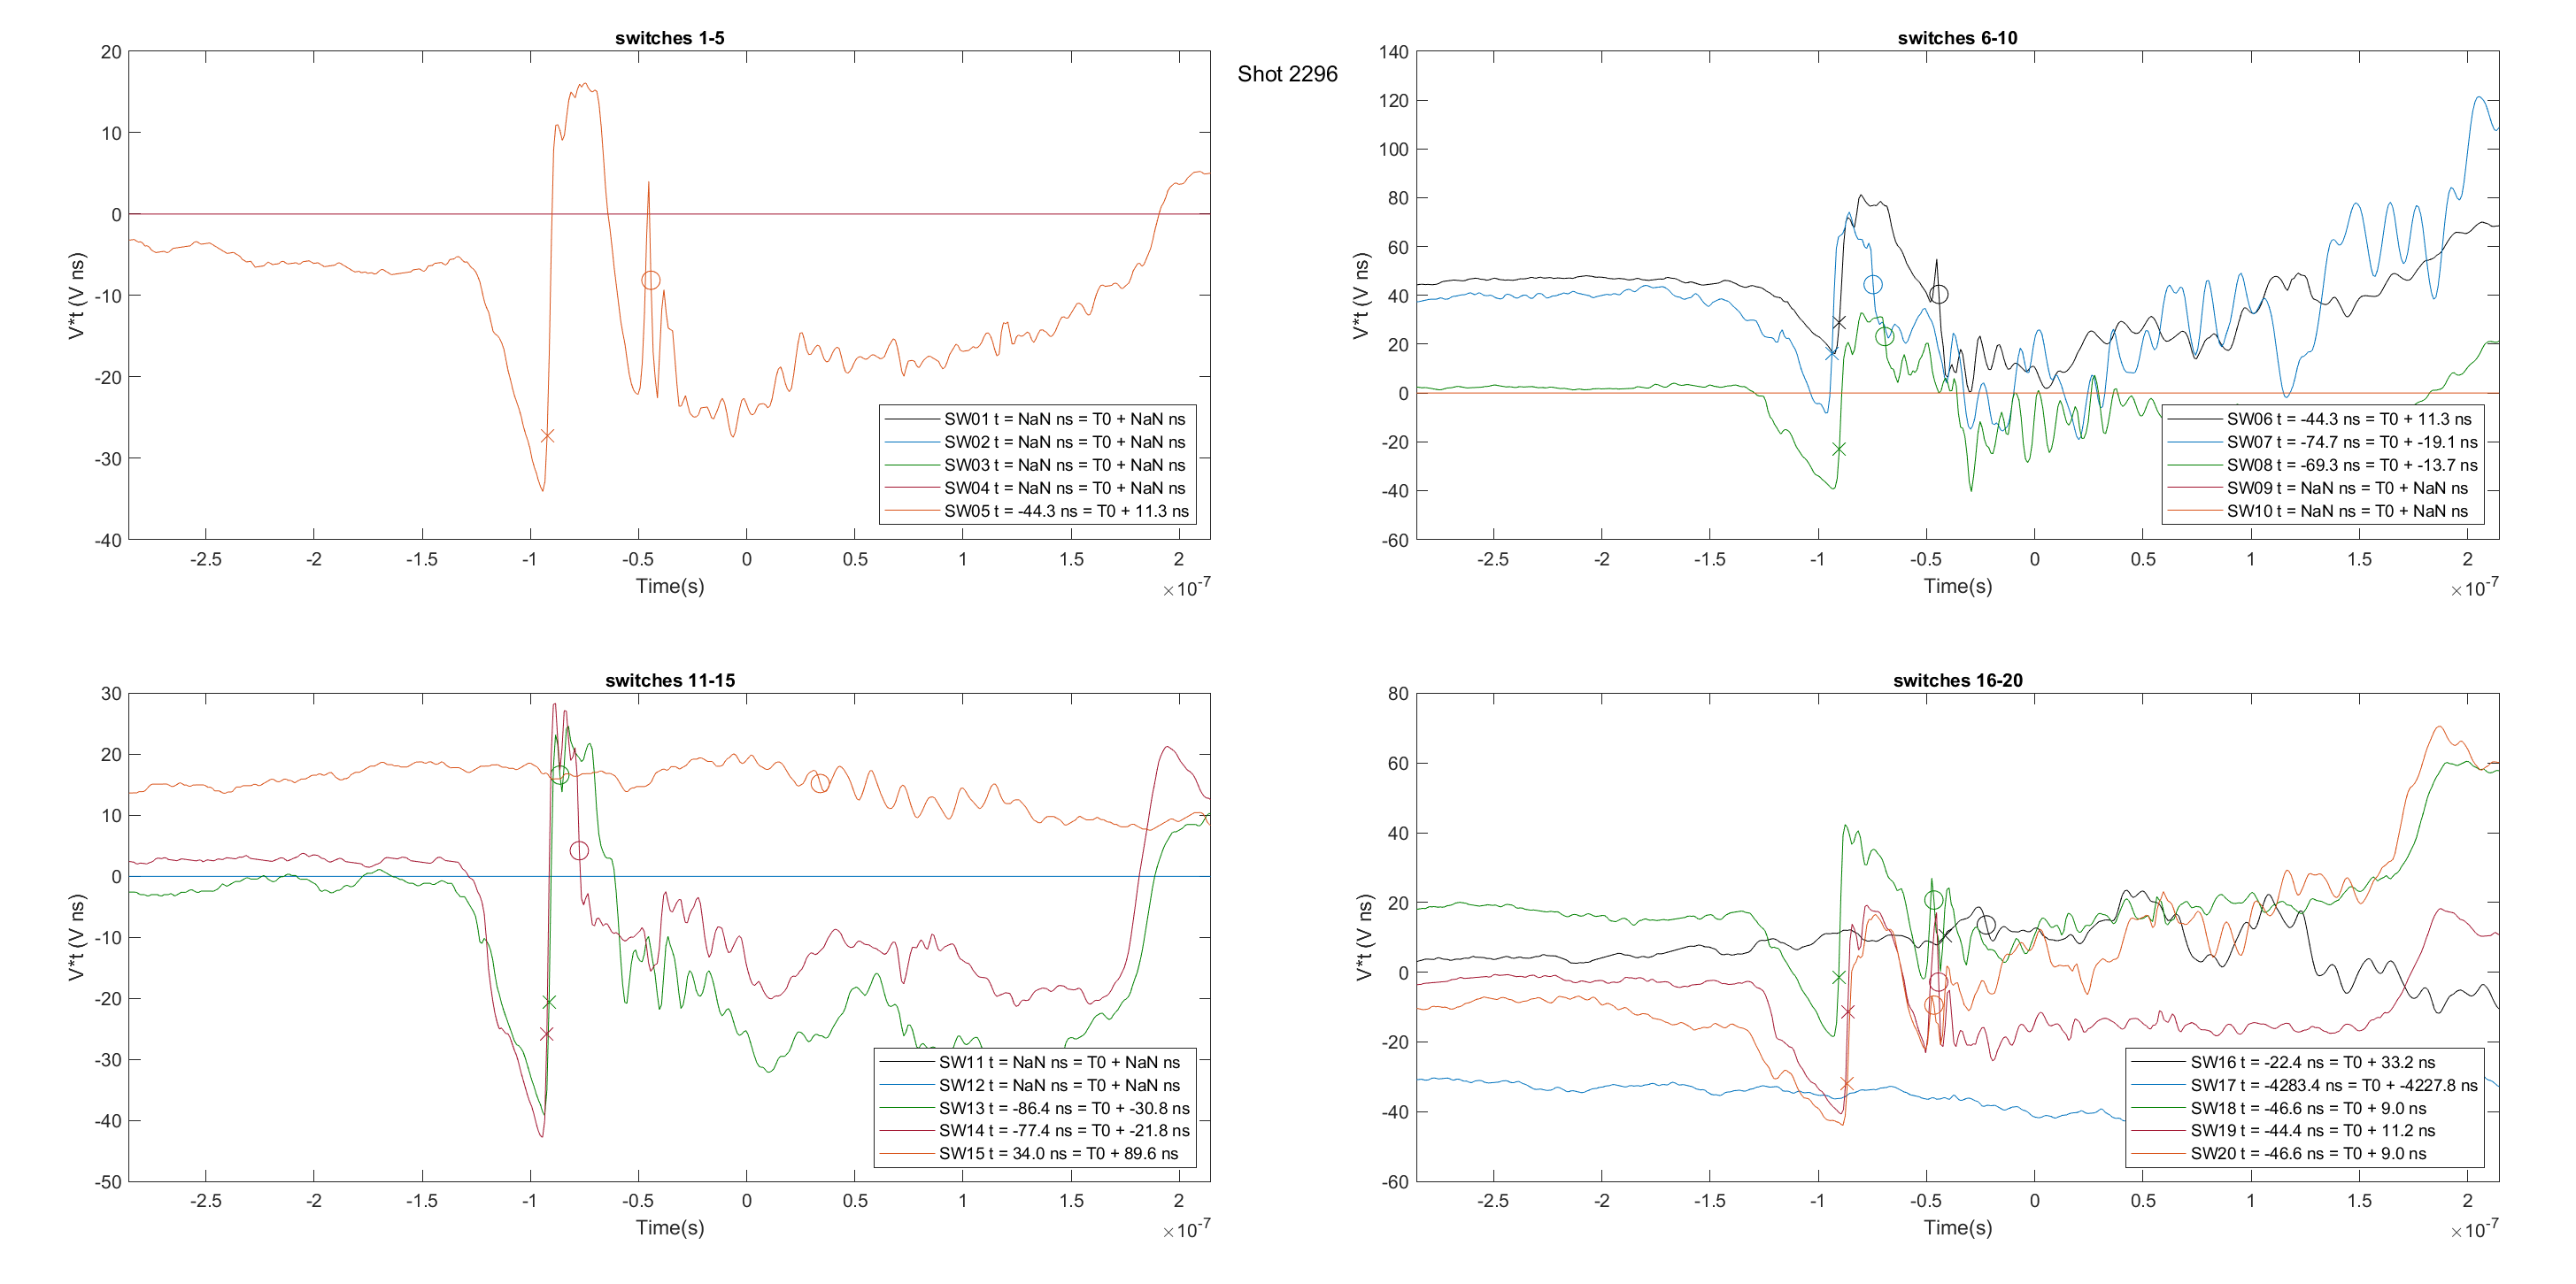 Shot 2296
switches 1-5
20
10
0
-10
-20
-30
-40
V*t (V ns)
-2.5 -2 -1.5 -1 -0.5 0 0.5 1 1.5 2
Time(s)
×10-7
SW01 t = NaN ns = T0 + NaN ns
SW02 t = NaN ns = T0 + NaN ns
SW03 t = NaN ns = T0 + NaN ns
SW04 t = NaN ns = T0 + NaN ns
SW05 t = -44.3 ns = T0 + 11.3 ns
switches 6-10
140
120
100
80
60
40
20
0
-20
-40
-60
V*t (V ns)
-2.5 -2 -1.5 -1 -0.5 0 0.5 1 1.5 2
Time(s)
×10-7
SW06 t = -44.3 ns = T0 + 11.3 ns
SW07 t = -74.7 ns = T0 + -19.1 ns
SW08 t = -69.3 ns = T0 + -13.7 ns
SW09 t = NaN ns = T0 + NaN ns
SW10 t = NaN ns = T0 + NaN ns
switches 11-15
30
20
10
0
-10
-20
-30
-40
-50
V*t (V ns)
-2.5 -2 -1.5 -1 -0.5 0 0.5 1 1.5 2
Time(s)
×10-7
SW11 t = NaN ns = T0 + NaN ns
SW12 t = NaN ns = T0 + NaN ns
SW13 t = -86.4 ns = T0 + -30.8 ns
SW14 t = -77.4 ns = T0 + -21.8 ns
SW15 t = 34.0 ns = T0 + 89.6 ns
switches 16-20
80
60
40
20
0
-20
-40
-60
V*t (V ns)
-2.5 -2 -1.5 -1 -0.5 0 0.5 1 1.5 2
Time(s)
×10-7
SW16 t = -22.4 ns = T0 + 33.2 ns
SW17 t = -4283.4 ns = T0 + -4227.8 ns
SW18 t = -46.6 ns = T0 + 9.0 ns
SW19 t = -44.4 ns = T0 + 11.2 ns
SW20 t = -46.6 ns = T0 + 9.0 ns